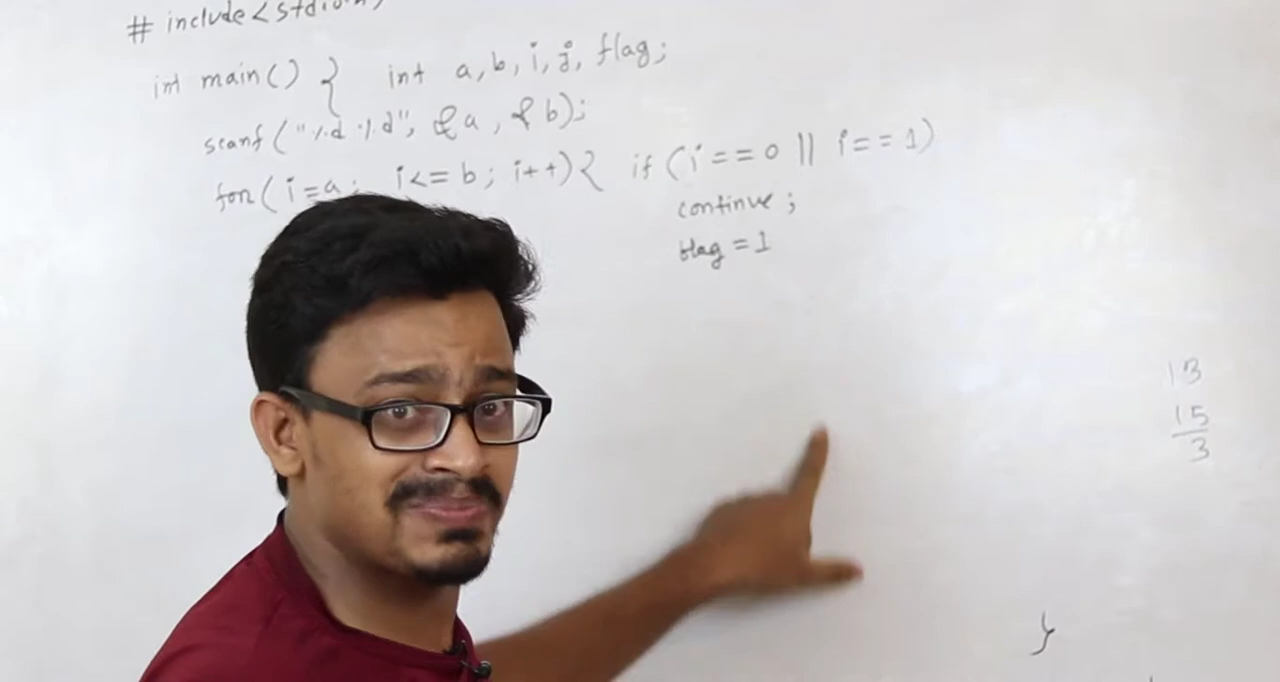 # include<stdio.h>
int main() { int a, b, i, j, flag;
scanf("%d %d", &a, &b);
for( i=a; i<= b; i++){ if (i==0 || i==1)
continue;
flag = 1
13
15
3
}